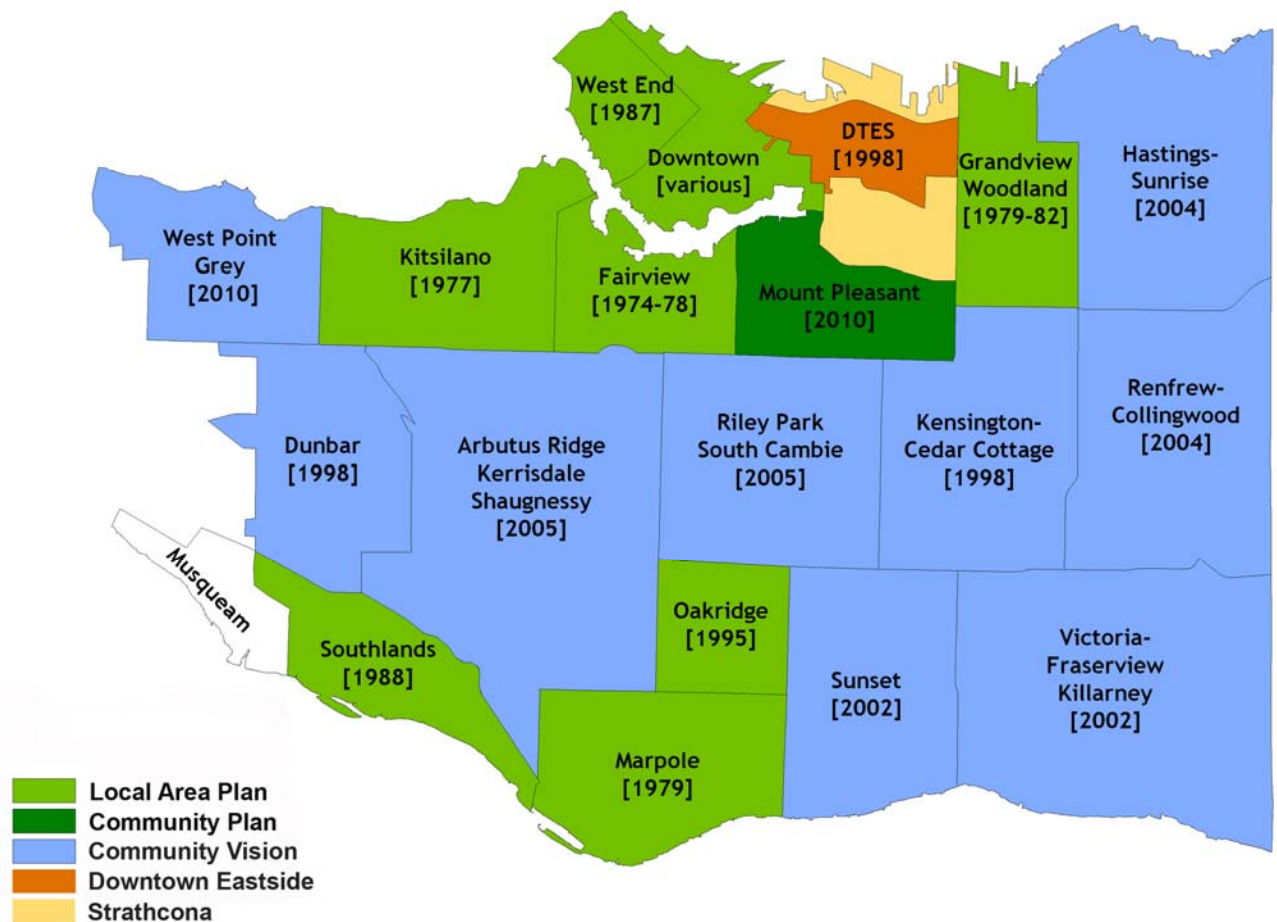 West End
[1987]
Downtown
[various]
DTES
[1998]
Grandview
Woodland
[1979-82]
Hastings-
Sunrise
[2004]
West Point
Grey
[2010]
Kitsilano
[1977]
Fairview
[1974-78]
Mount Pleasant
[2010]
Dunbar
[1998]
Arbutus Ridge
Kerrisdale
Shaugnessy
[2005]
Riley Park
South Cambie
[2005]
Kensington-
Cedar Cottage
[1998]
Renfrew-
Collingwood
[2004]
Musqueam
Southlands
[1988]
Oakridge
[1995]
Marpole
[1979]
Sunset
[2002]
Victoria-
Fraserview
Killarney
[2002]
Local Area Plan
Community Plan
Community Vision
Downtown Eastside
Strathcona